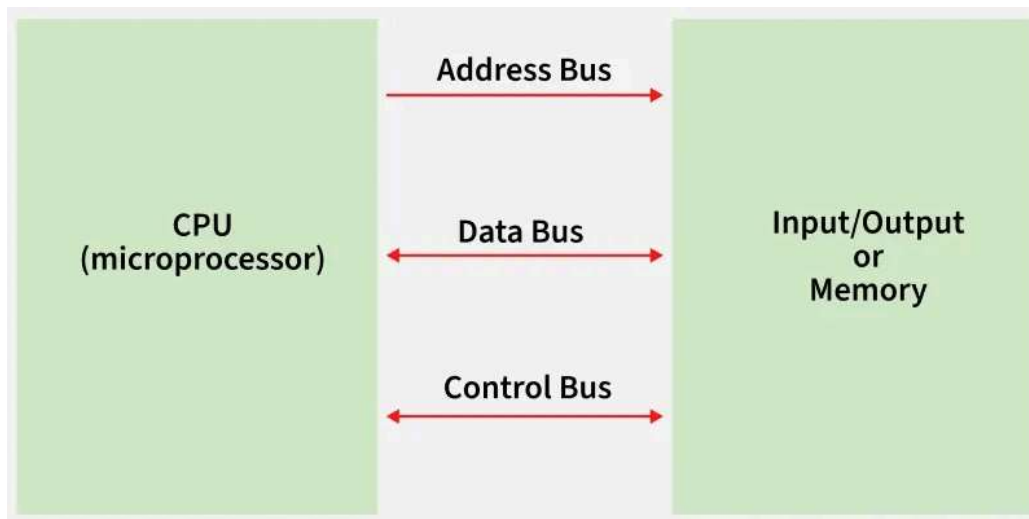 Address Bus
CPU
(microprocessor)
Data Bus
Control Bus
Input/Output
or
Memory